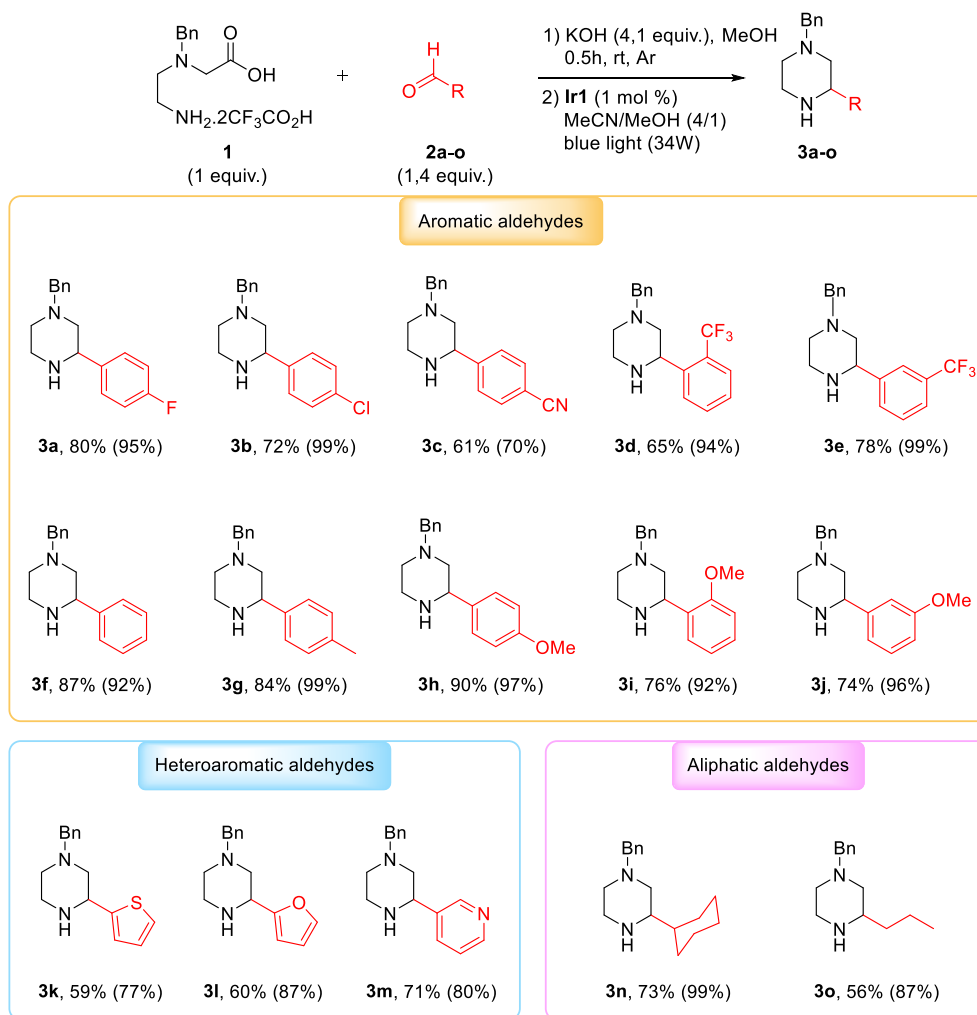 Bn
N
O
OH
NH2.2CF3CO2H
1
(1 equiv.)
+
H
O
R
2a-o
(1,4 equiv.)
1) KOH (4,1 equiv.), MeOH
0.5h, rt, Ar
2) Ir1 (1 mol %)
MeCN/MeOH (4/1)
blue light (34W)
Bn
N
N
H
R
3a-o
Aromatic aldehydes
Bn
N
NH
H
F
3a, 80% (95%)
Bn
N
N
H
Cl
3b, 72% (99%)
Bn
N
N
H
CN
3c, 61% (70%)
Bn
N
N
H
CF3
3d, 65% (94%)
Bn
N
N
H
CF3
3e, 78% (99%)
Bn
N
N
H
3f, 87% (92%)
Bn
N
N
H
3g, 84% (99%)
Bn
N
N
H
OMe
3h, 90% (97%)
Bn
N
N
H
OMe
3i, 76% (92%)
Bn
N
N
H
OMe
3j, 74% (96%)
Heteroaromatic aldehydes
Bn
N
N
H
S
3k, 59% (77%)
Bn
N
N
H
O
3l, 60% (87%)
Bn
N
N
H
N
3m, 71% (80%)
Aliphatic aldehydes
Bn
N
N
H
3n, 73% (99%)
Bn
N
N
H
3o, 56% (87%)